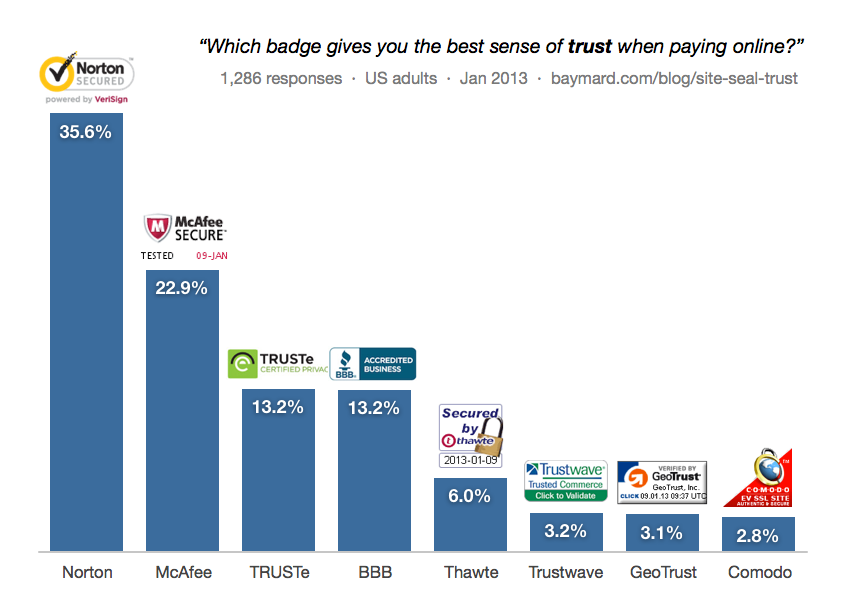 “Which badge gives you the best sense of trust when paying online?”
1,286 responses · US adults · Jan 2013 · baymard.com/blog/site-seal-trust
Norton
SECURED
powered by VeriSign
35.6%
McAfee
SECURE™
TESTED 09-JAN
22.9%
TRUSTe
CERTIFIED PRIVAC
13.2%
BBB
ACCREDITED
BUSINESS
13.2%
Secured
by
thawte
2013-01-09
6.0%
Trustwave®
Trusted Commerce
Click to Validate
3.2%
VERIFIED BY
GeoTrust
GeoTrust, Inc.
CLICK 09.01.13 09:37 UTC
3.1%
COMODO
EV SSL SITE
AUTHENTIC & SECURE
2.8%
Norton McAfee TRUSTe BBB Thawte Trustwave GeoTrust Comodo